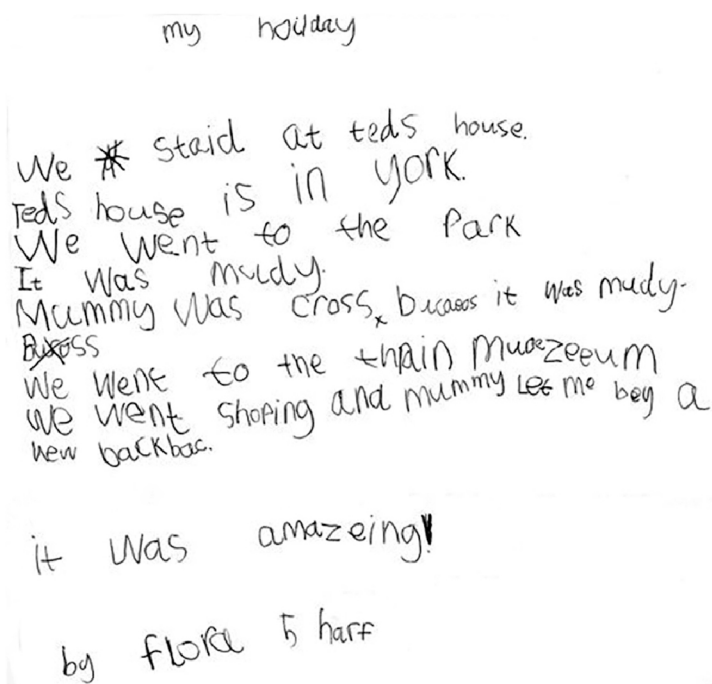 my holiday
We staid at teds house.
Teds house is in york.
We went to the Park
It was mudy.
Mummy was cross, bucaoss it was mudy.
We went to the thain muezeeum
we went shoping and mummy Let me bey a
new backbac.
it was amazeing!
by flora 5 harf